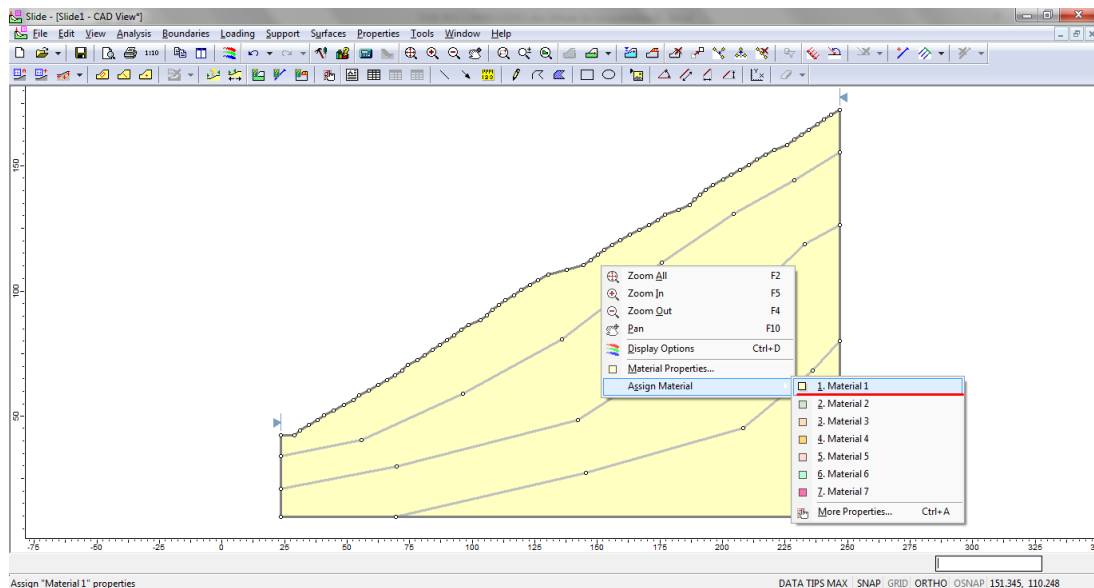 Slide - [Slide1 - CAD View*]
File Edit View Analysis Boundaries Loading Support Surfaces Properties Tools Window Help
1:10
150
100
50
Zoom All F2
Zoom In F5
Zoom Out F4
Pan F10
Display Options Ctrl+D
Material Properties...
Assign Material
1. Material 1
2. Material 2
3. Material 3
4. Material 4
5. Material 5
6. Material 6
7. Material 7
More Properties... Ctrl+A
-75 -50 -25 0 25 50 75 100 125 150 175 200 225 250 275 300 325
Assign "Material 1" properties
DATA TIPS MAX SNAP GRID ORTHO OSNAP 151.345, 110.248